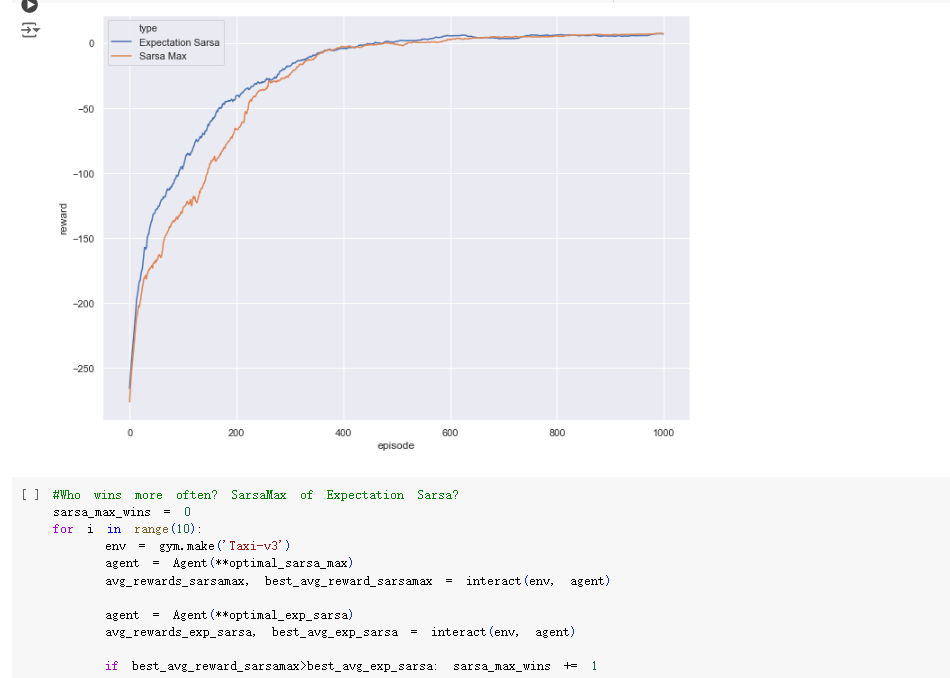 type
Expectation Sarsa
Sarsa Max
0
−50
−100
−150
−200
−250
reward
0 200 400 600 800 1000
episode
[ ] #Who wins more often? SarsaMax of Expectation Sarsa?
sarsa_max_wins = 0
for i in range(10):
env = gym.make('Taxi-v3')
agent = Agent(**optimal_sarsa_max)
avg_rewards_sarsamax, best_avg_reward_sarsamax = interact(env, agent)
agent = Agent(**optimal_exp_sarsa)
avg_rewards_exp_sarsa, best_avg_exp_sarsa = interact(env, agent)
if best_avg_reward_sarsamax>best_avg_exp_sarsa: sarsa_max_wins += 1